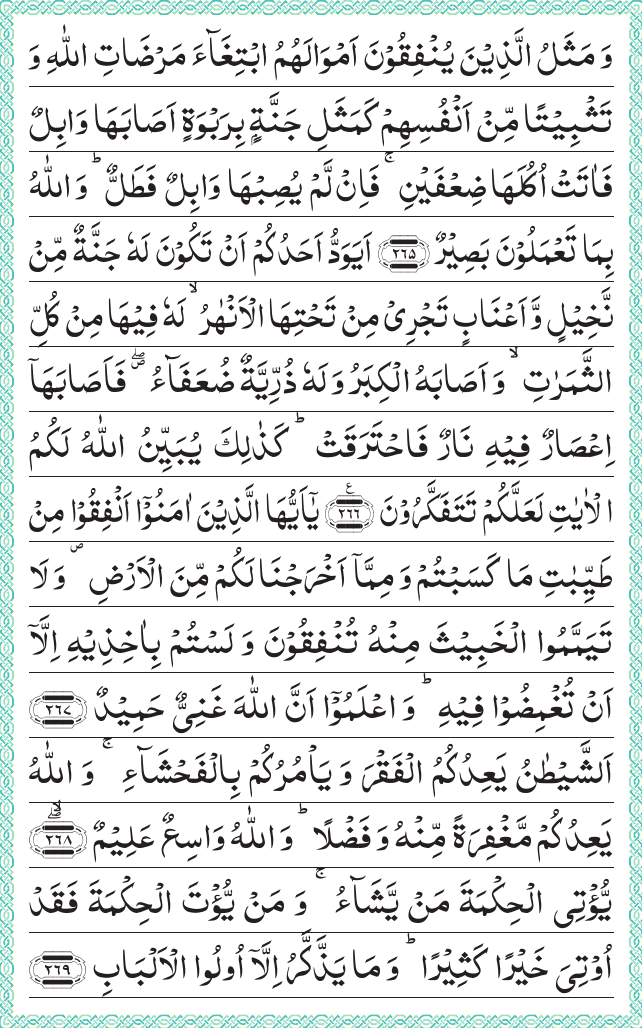 وَ مَثَلُ الَّذِيْنَ يُنْفِقُوْنَ اَمْوَالَهُمُ ابْتِغَآءَ مَرْضَاتِ اللّٰهِ وَ
تَثْبِيْتًا مِّنْ اَنْفُسِهِمْ كَمَثَلِ جَنَّةٍۭ بِرَبْوَةٍ اَصَابَهَا وَابِلٌ
فَاٰتَتْ اُكُلَهَا ضِعْفَيْنِ ۚ فَاِنْ لَّمْ يُصِبْهَا وَابِلٌ فَطَلٌّ ؕ وَ اللّٰهُ
بِمَا تَعْمَلُوْنَ بَصِيْرٌ ۲۶۵ اَيَوَدُّ اَحَدُكُمْ اَنْ تَكُوْنَ لَهٗ جَنَّةٌ مِّنْ
نَّخِيْلٍ وَّ اَعْنَابٍ تَجْرِيْ مِنْ تَحْتِهَا الْاَنْهٰرُ ۙ لَهٗ فِيْهَا مِنْ كُلِّ
الثَّمَرٰتِ ۙ وَ اَصَابَهُ الْكِبَرُ وَ لَهٗ ذُرِّيَّةٌ ضُعَفَآءُ ۪ۖ فَاَصَابَهَاۤ
اِعْصَارٌ فِيْهِ نَارٌ فَاحْتَرَقَتْ ؕ كَذٰلِكَ يُبَيِّنُ اللّٰهُ لَكُمُ
الْاٰيٰتِ لَعَلَّكُمْ تَتَفَكَّرُوْنَ ع ۲۶۶ يٰۤاَيُّهَا الَّذِيْنَ اٰمَنُوْۤا اَنْفِقُوْا مِنْ
طَيِّبٰتِ مَا كَسَبْتُمْ وَ مِمَّاۤ اَخْرَجْنَا لَكُمْ مِّنَ الْاَرْضِ ۪ وَ لَا
تَيَمَّمُوا الْخَبِيْثَ مِنْهُ تُنْفِقُوْنَ وَ لَسْتُمْ بِاٰخِذِيْهِ اِلَّاۤ
اَنْ تُغْمِضُوْا فِيْهِ ؕ وَ اعْلَمُوْۤا اَنَّ اللّٰهَ غَنِيٌّ حَمِيْدٌ ۲۶۷
اَلشَّيْطٰنُ يَعِدُكُمُ الْفَقْرَ وَ يَاْمُرُكُمْ بِالْفَحْشَآءِ ۚ وَ اللّٰهُ
يَعِدُكُمْ مَّغْفِرَةً مِّنْهُ وَ فَضْلًا ؕ وَ اللّٰهُ وَاسِعٌ عَلِيْمٌ ۖۙ ۲۶۸
يُّؤْتِي الْحِكْمَةَ مَنْ يَّشَآءُ ۚ وَ مَنْ يُّؤْتَ الْحِكْمَةَ فَقَدْ
اُوْتِيَ خَيْرًا كَثِيْرًا ؕ وَ مَا يَذَّكَّرُ اِلَّاۤ اُولُوا الْاَلْبَابِ ۲۶۹